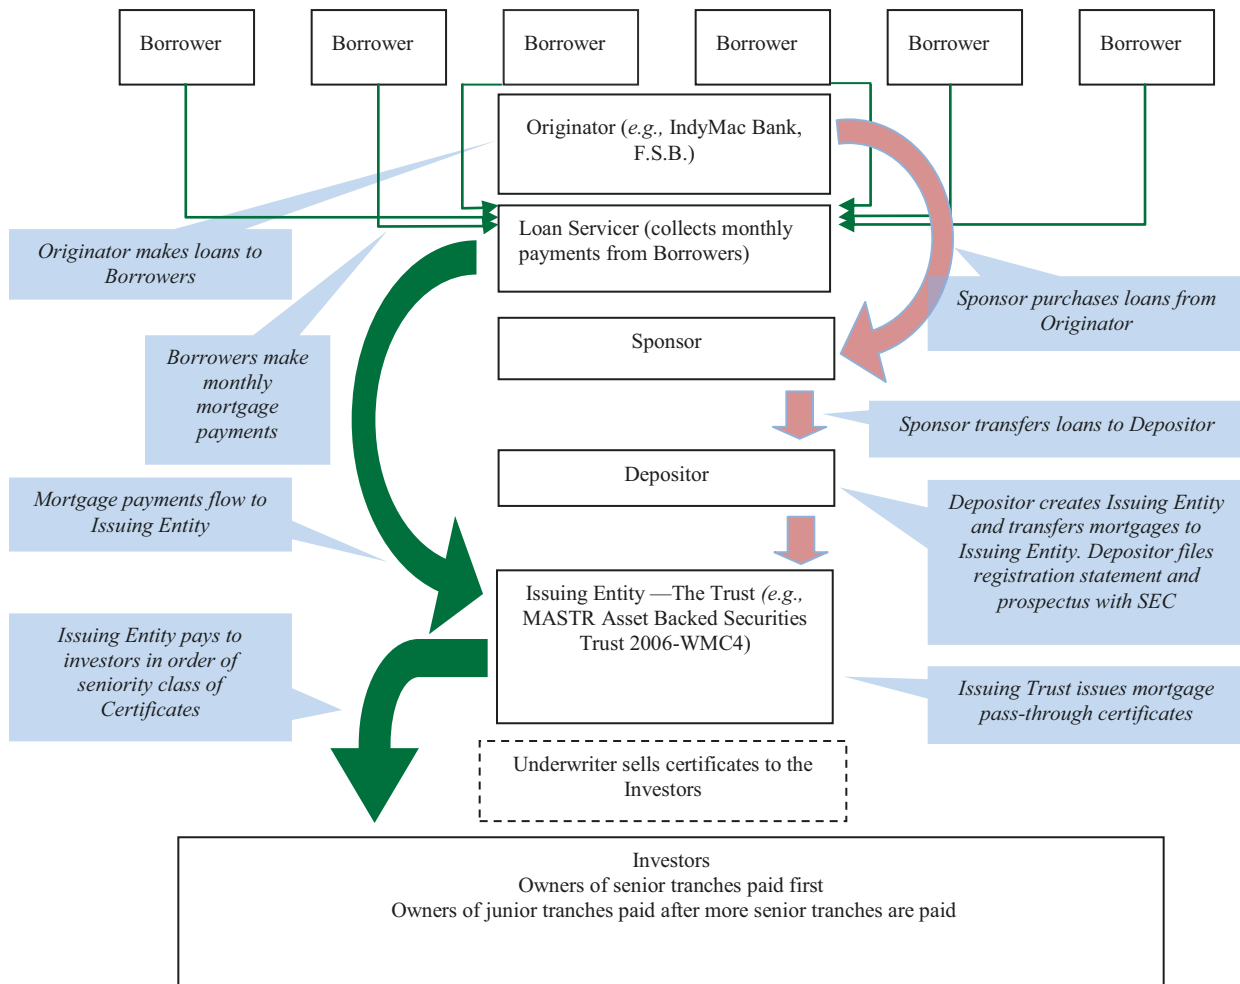 Borrower
Borrower
Borrower
Borrower
Borrower
Borrower
Originator (e.g., IndyMac Bank,
F.S.B.)
Originator makes loans to
Borrowers
Loan Servicer (collects monthly
payments from Borrowers)
Sponsor purchases loans from
Originator
Borrowers make
monthly
mortgage
payments
Sponsor
Sponsor transfers loans to Depositor
Depositor
Mortgage payments flow to
Issuing Entity
Depositor creates Issuing Entity
and transfers mortgages to
Issuing Entity. Depositor files
registration statement and
prospectus with SEC
Issuing Entity —The Trust (e.g.,
MASTR Asset Backed Securities
Trust 2006-WMC4)
Issuing Entity pays to
investors in order of
seniority class of
Certificates
Issuing Trust issues mortgage
pass-through certificates
Underwriter sells certificates to the
Investors
Investors
Owners of senior tranches paid first
Owners of junior tranches paid after more senior tranches are paid